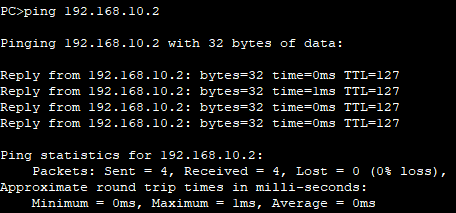 PC>ping 192.168.10.2
Pinging 192.168.10.2 with 32 bytes of data:
Reply from 192.168.10.2: bytes=32 time=0ms TTL=127
Reply from 192.168.10.2: bytes=32 time=1ms TTL=127
Reply from 192.168.10.2: bytes=32 time=0ms TTL=127
Reply from 192.168.10.2: bytes=32 time=0ms TTL=127
Ping statistics for 192.168.10.2:
Packets: Sent = 4, Received = 4, Lost = 0 (0% loss),
Approximate round trip times in milli-seconds:
Minimum = 0ms, Maximum = 1ms, Average = 0ms